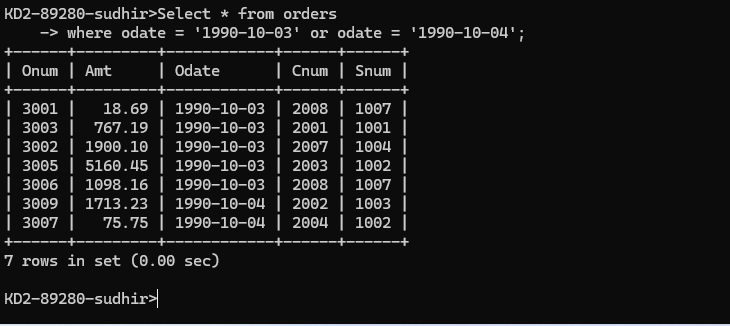 KD2-89280-sudhir>Select * from orders
    -> where odate = '1990-10-03' or odate = '1990-10-04';
+------+---------+------------+------+------+
| Onum | Amt     | Odate      | Cnum | Snum |
+------+---------+------------+------+------+
| 3001 |   18.69 | 1990-10-03 | 2008 | 1007 |
| 3003 |  767.19 | 1990-10-03 | 2001 | 1001 |
| 3002 | 1900.10 | 1990-10-03 | 2007 | 1004 |
| 3005 | 5160.45 | 1990-10-03 | 2003 | 1002 |
| 3006 | 1098.16 | 1990-10-03 | 2008 | 1007 |
| 3009 | 1713.23 | 1990-10-04 | 2002 | 1003 |
| 3007 |   75.75 | 1990-10-04 | 2004 | 1002 |
+------+---------+------------+------+------+
7 rows in set (0.00 sec)
KD2-89280-sudhir>